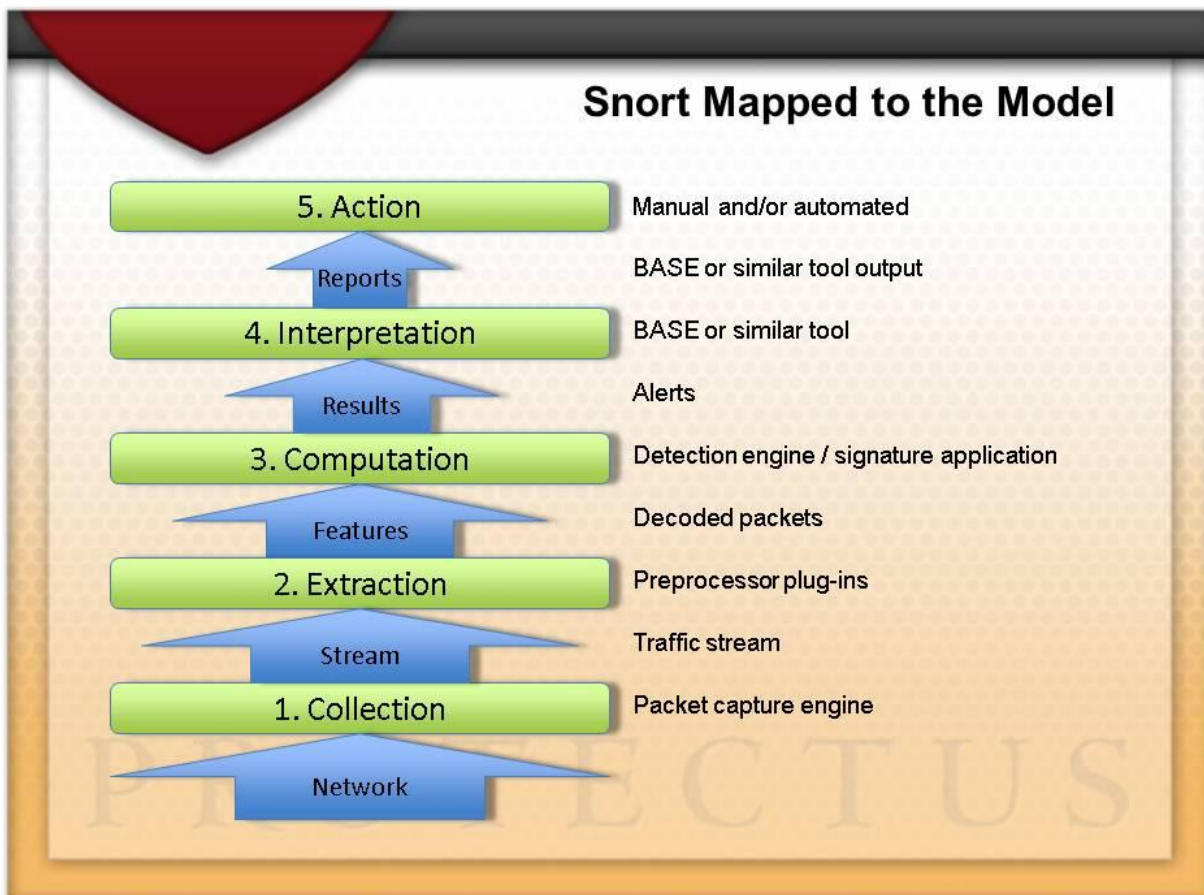 Snort Mapped to the Model
5. Action
Manual and/or automated
Reports
BASE or similar tool output
4. Interpretation
BASE or similar tool
Results
Alerts
3. Computation
Detection engine / signature application
Features
Decoded packets
2. Extraction
Preprocessor plug-ins
Stream
Traffic stream
1. Collection
Packet capture engine
Network
PROTECTUS